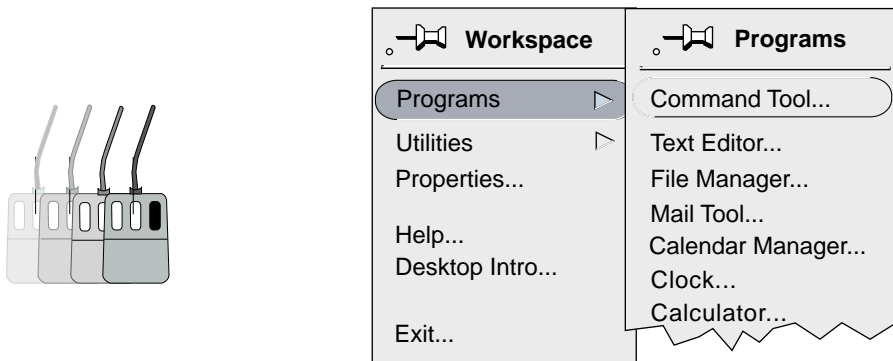 Workspace
Programs
Utilities
Properties...
Help...
Desktop Intro...
Exit...
Programs
Command Tool...
Text Editor...
File Manager...
Mail Tool...
Calendar Manager...
Clock...
Calculator...